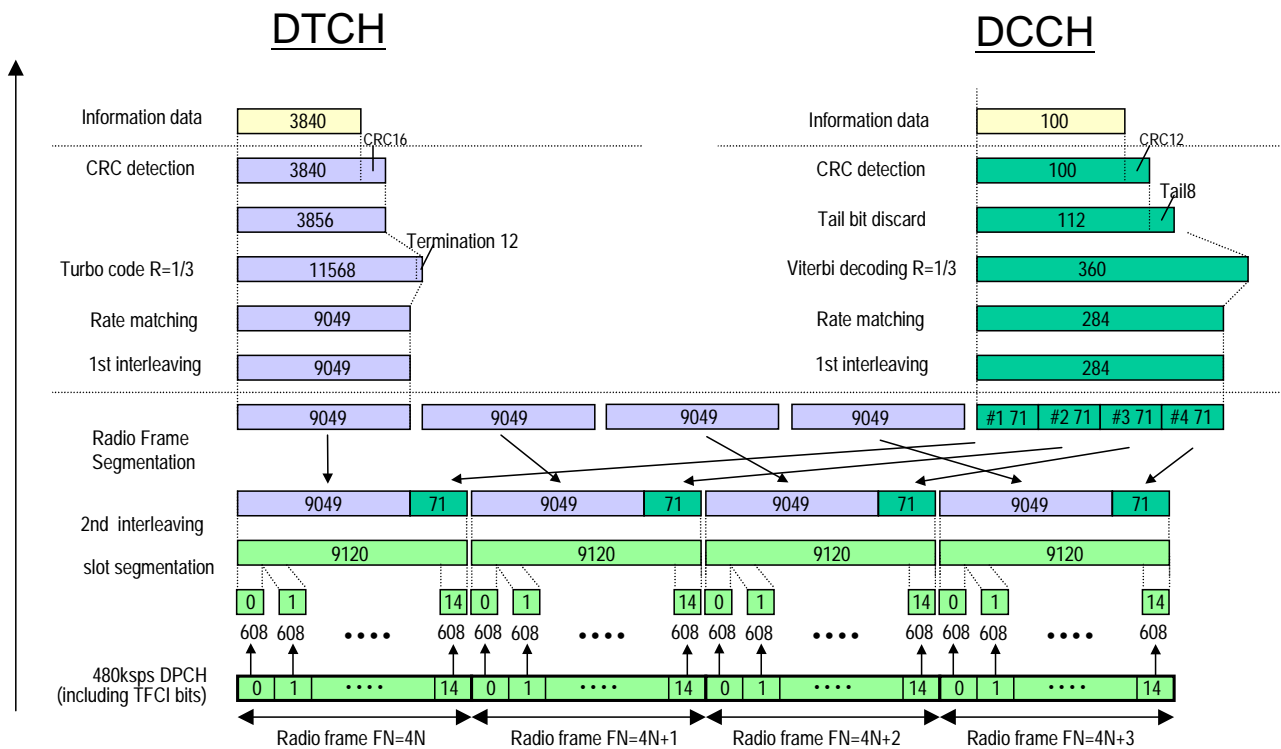 DTCH DCCH
Information data 3840 Information data 100
CRC16 CRC12
CRC detection 3840 CRC detection 100
Tail8
3856 Tail bit discard 112
Termination 12
Turbo code R=1/3 11568 Viterbi decoding R=1/3 360
Rate matching 9049 Rate matching 284
1st interleaving 9049 1st interleaving 284
9049 9049 9049 9049 #1 71 #2 71 #3 71 #4 71
Radio Frame
Segmentation
9049 71 9049 71 9049 71 9049 71
2nd interleaving
9120 9120 9120 9120
slot segmentation
0 1 14 0 1 14 0 1 14 0 1 14
608 608 •••• 608 608 608 •••• 608 608 608 •••• 608 608 608 •••• 608
480ksps DPCH
(including TFCI bits)
0 1 •••• 14 0 1 •••• 14 0 1 •••• 14 0 1 •••• 14
Radio frame FN=4N Radio frame FN=4N+1 Radio frame FN=4N+2 Radio frame FN=4N+3